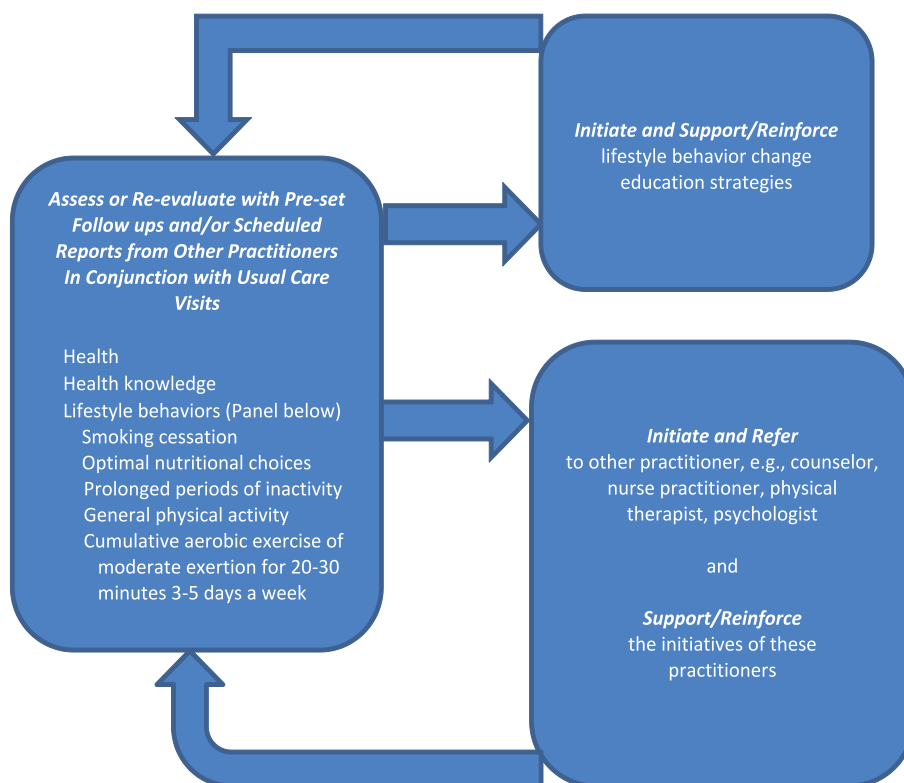 Assess or Re-evaluate with Pre-set
Follow ups and/or Scheduled
Reports from Other Practitioners
In Conjunction with Usual Care
Visits
Health
Health knowledge
Lifestyle behaviors (Panel below)
Smoking cessation
Optimal nutritional choices
Prolonged periods of inactivity
General physical activity
Cumulative aerobic exercise of
moderate exertion for 20-30
minutes 3-5 days a week
Initiate and Support/Reinforce
lifestyle behavior change
education strategies
Initiate and Refer
to other practitioner, e.g., counselor,
nurse practitioner, physical
therapist, psychologist
and
Support/Reinforce
the initiatives of these
practitioners